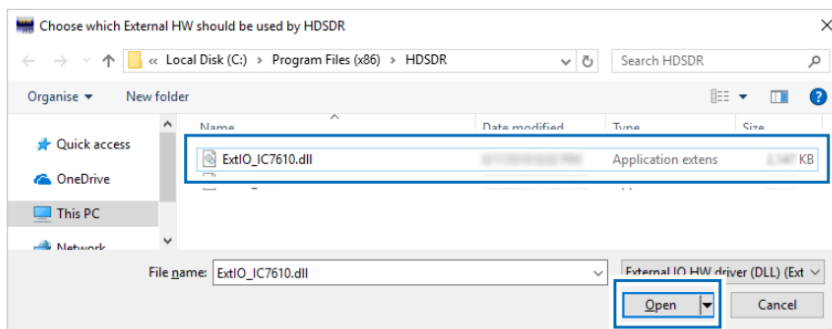 Choose which External HW should be used by HDSDR
« Local Disk (C:) > Program Files (x86) > HDSDR
Search HDSDR
Organise
New folder
Name Date modified Type Size
Quick access
ExtIO_IC7610.dll Application extens KB
OneDrive
This PC
Network
File name: ExtIO_IC7610.dll External IO HW driver (DLL) (Ext
Open Cancel